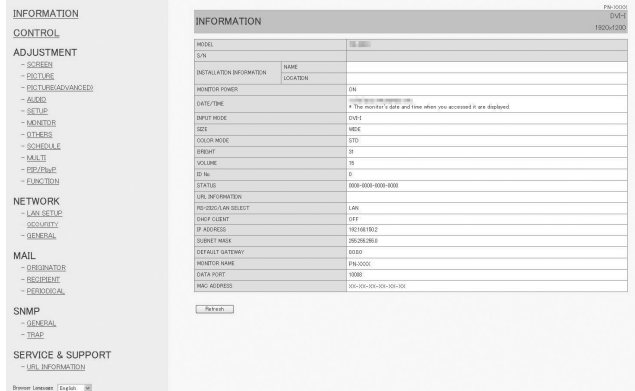 INFORMATION
CONTROL
ADJUSTMENT
– SCREEN
– PICTURE
– PICTURE(ADVANCED)
– AUDIO
– SETUP
– MONITOR
– OTHERS
– SCHEDULE
– MULTI
– PIP/PbyP
– FUNCTION
NETWORK
– LAN SETUP
SECURITY
– GENERAL
MAIL
– ORIGINATOR
– RECIPIENT
– PERIODICAL
SNMP
– GENERAL
– TRAP
SERVICE & SUPPORT
– URL INFORMATION
Browser Language English
PN-XXXX
INFORMATION DVI-I
1920x1200
MODEL
S/N
INSTALLATION INFORMATION NAME
LOCATION
MONITOR POWER ON
DATE/TIME
* The monitor's date and time when you accessed it are displayed
INPUT MODE DVI-I
SIZE WIDE
COLOR MODE STD
BRIGHT 31
VOLUME 15
ID No. 0
STATUS 0000-0000-0000-0000
URL INFORMATION
RS-232C/LAN SELECT LAN
DHCP CLIENT OFF
IP ADDRESS 192.168.150.2
SUBNET MASK 255.255.255.0
DEFAULT GATEWAY 0.0.0.0
MONITOR NAME PN-XXXX
DATA PORT 10008
MAC ADDRESS XX-XX-XX-XX-XX-XX
Refresh